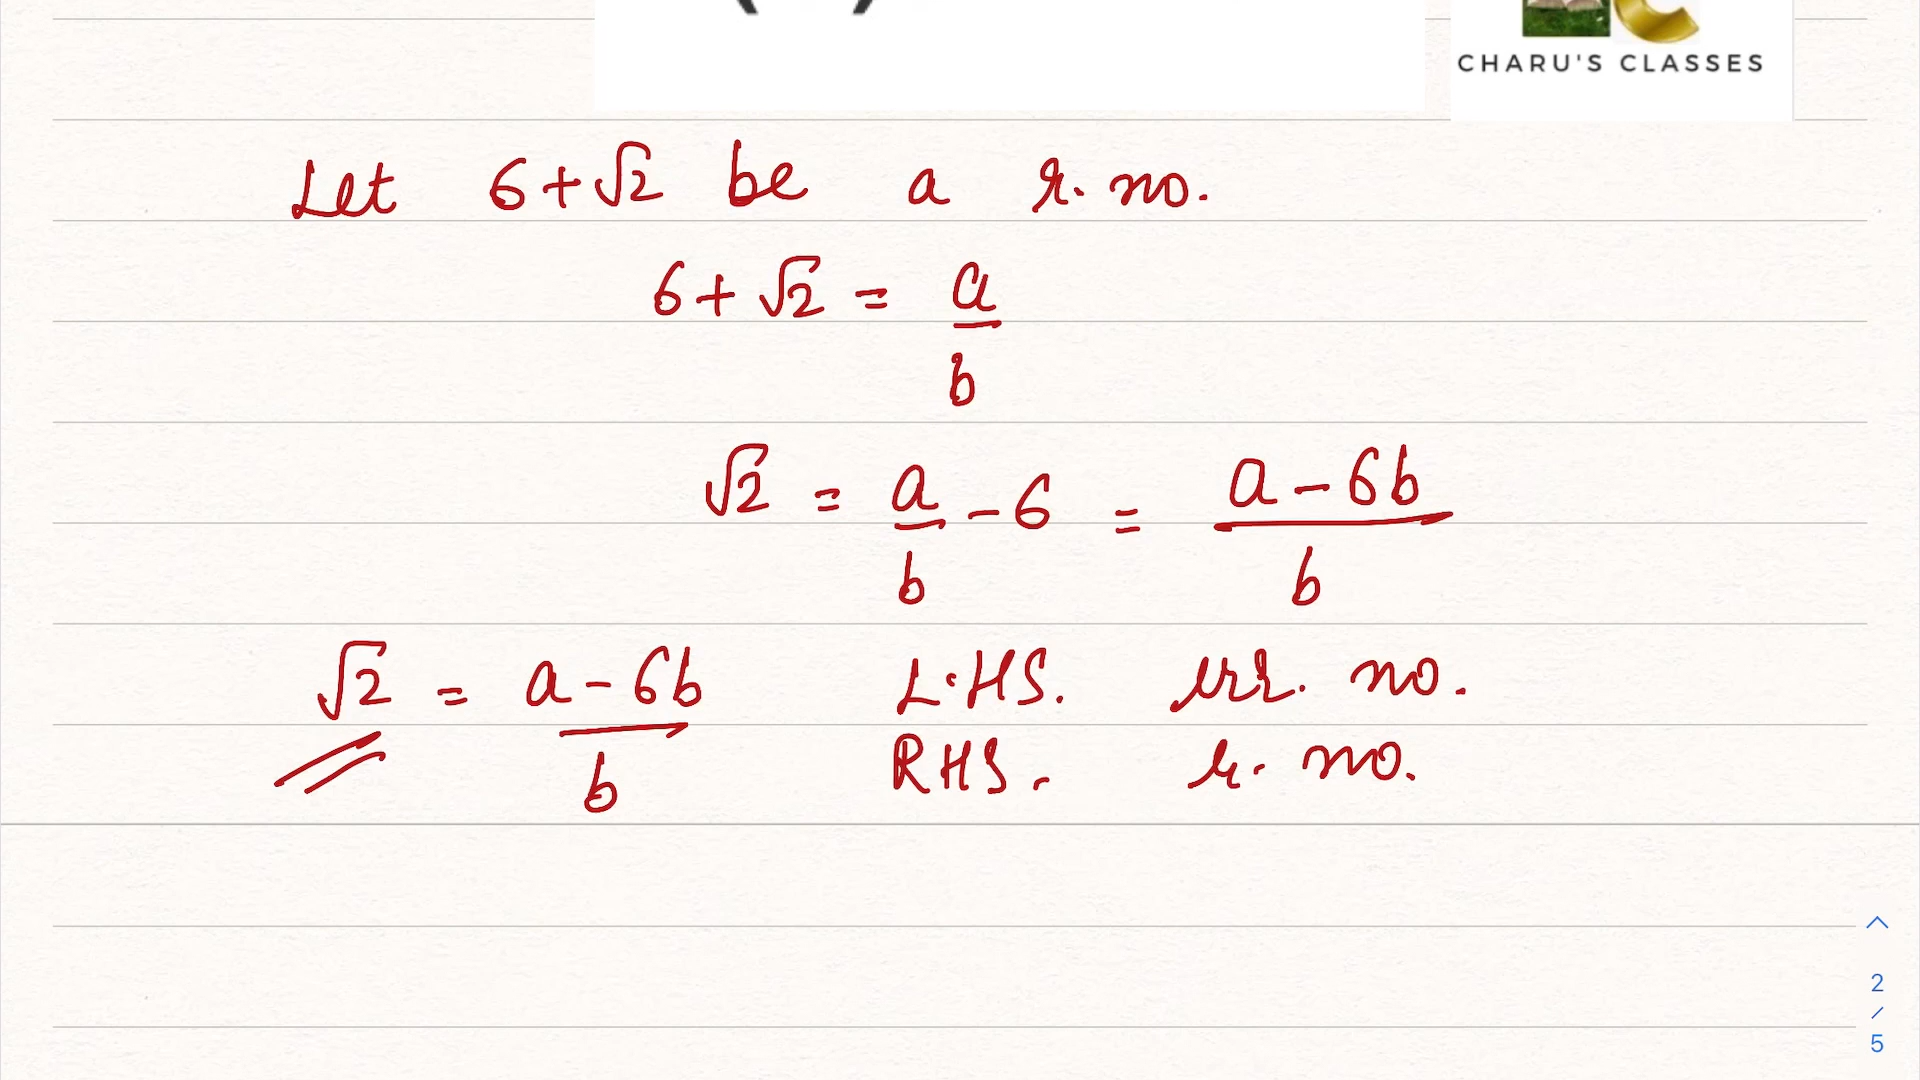 CHARU'S CLASSES
Let 6+√2 be a r. no.
6+√2 = a/b
√2 = a/b - 6 = a-6b/b
√2 = a-6b/b L.HS. irr. no.
RHS. r. no.
2
/
5